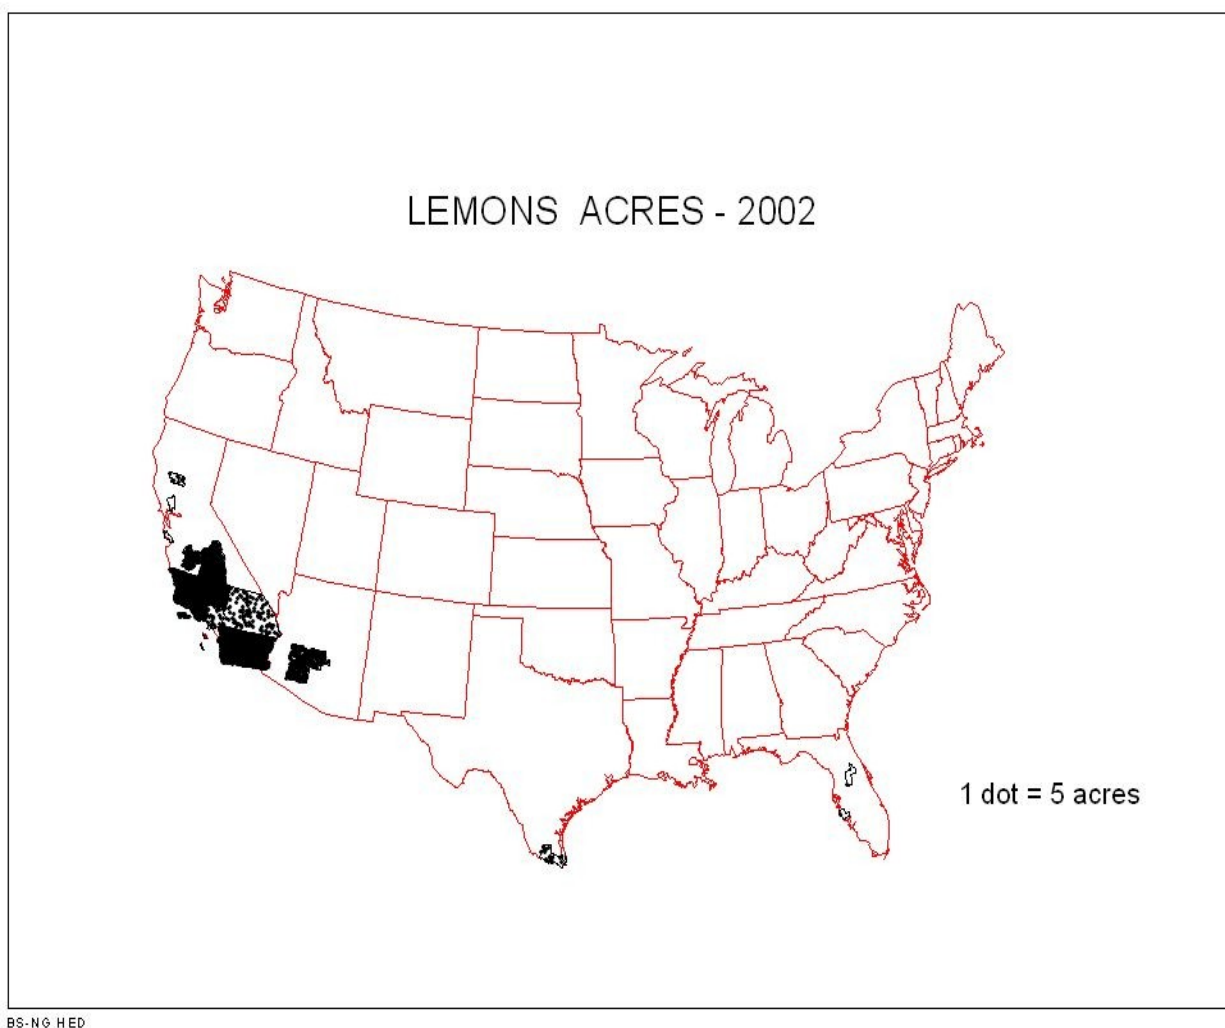 LEMONS ACRES - 2002
1 dot = 5 acres
BS-NG HED